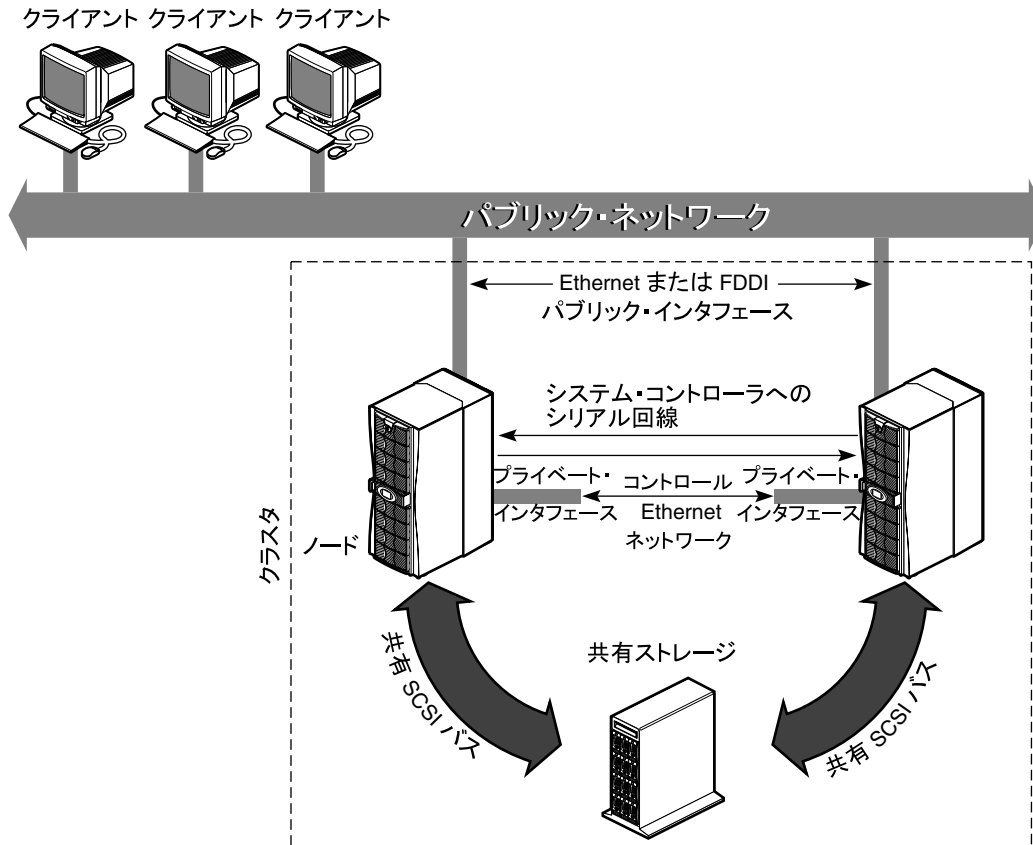 クライアント クライアント クライアント
パブリック・ネットワーク
Ethernet または FDDI
パブリック・インタフェース
システム・コントローラへの
シリアル回線
プライベート・
インタフェース
コントロール
Ethernet
ネットワーク
プライベート・
インタフェース
クラスタ
ノード
共有 SCSI バス
共有ストレージ
共有 SCSI バス